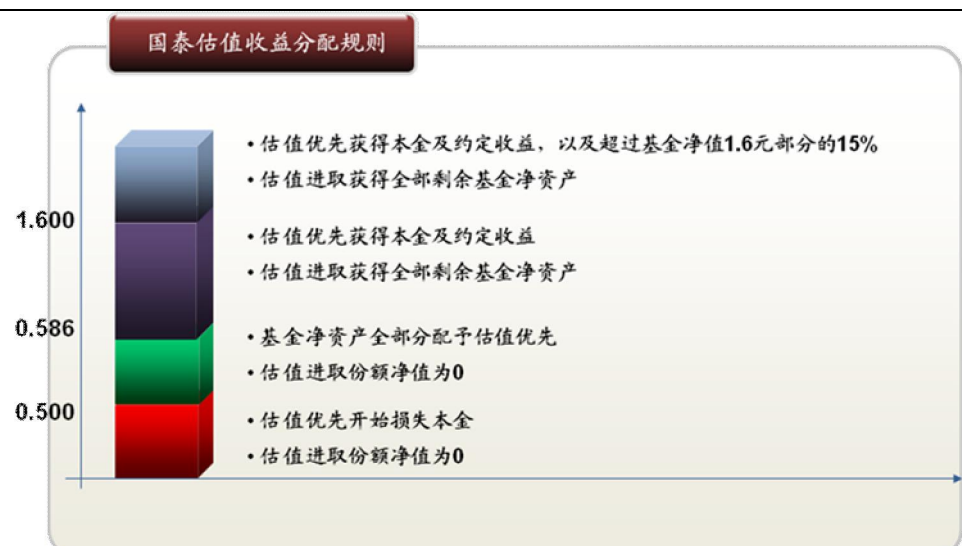 国泰估值收益分配规则
• 估值优先获得本金及约定收益，以及超过基金净值1.6元部分的15%
• 估值进取获得全部剩余基金净资产
1.600
• 估值优先获得本金及约定收益
• 估值进取获得全部剩余基金净资产
0.586
• 基金净资产全部分配予估值优先
• 估值进取份额净值为0
0.500
• 估值优先开始损失本金
• 估值进取份额净值为0